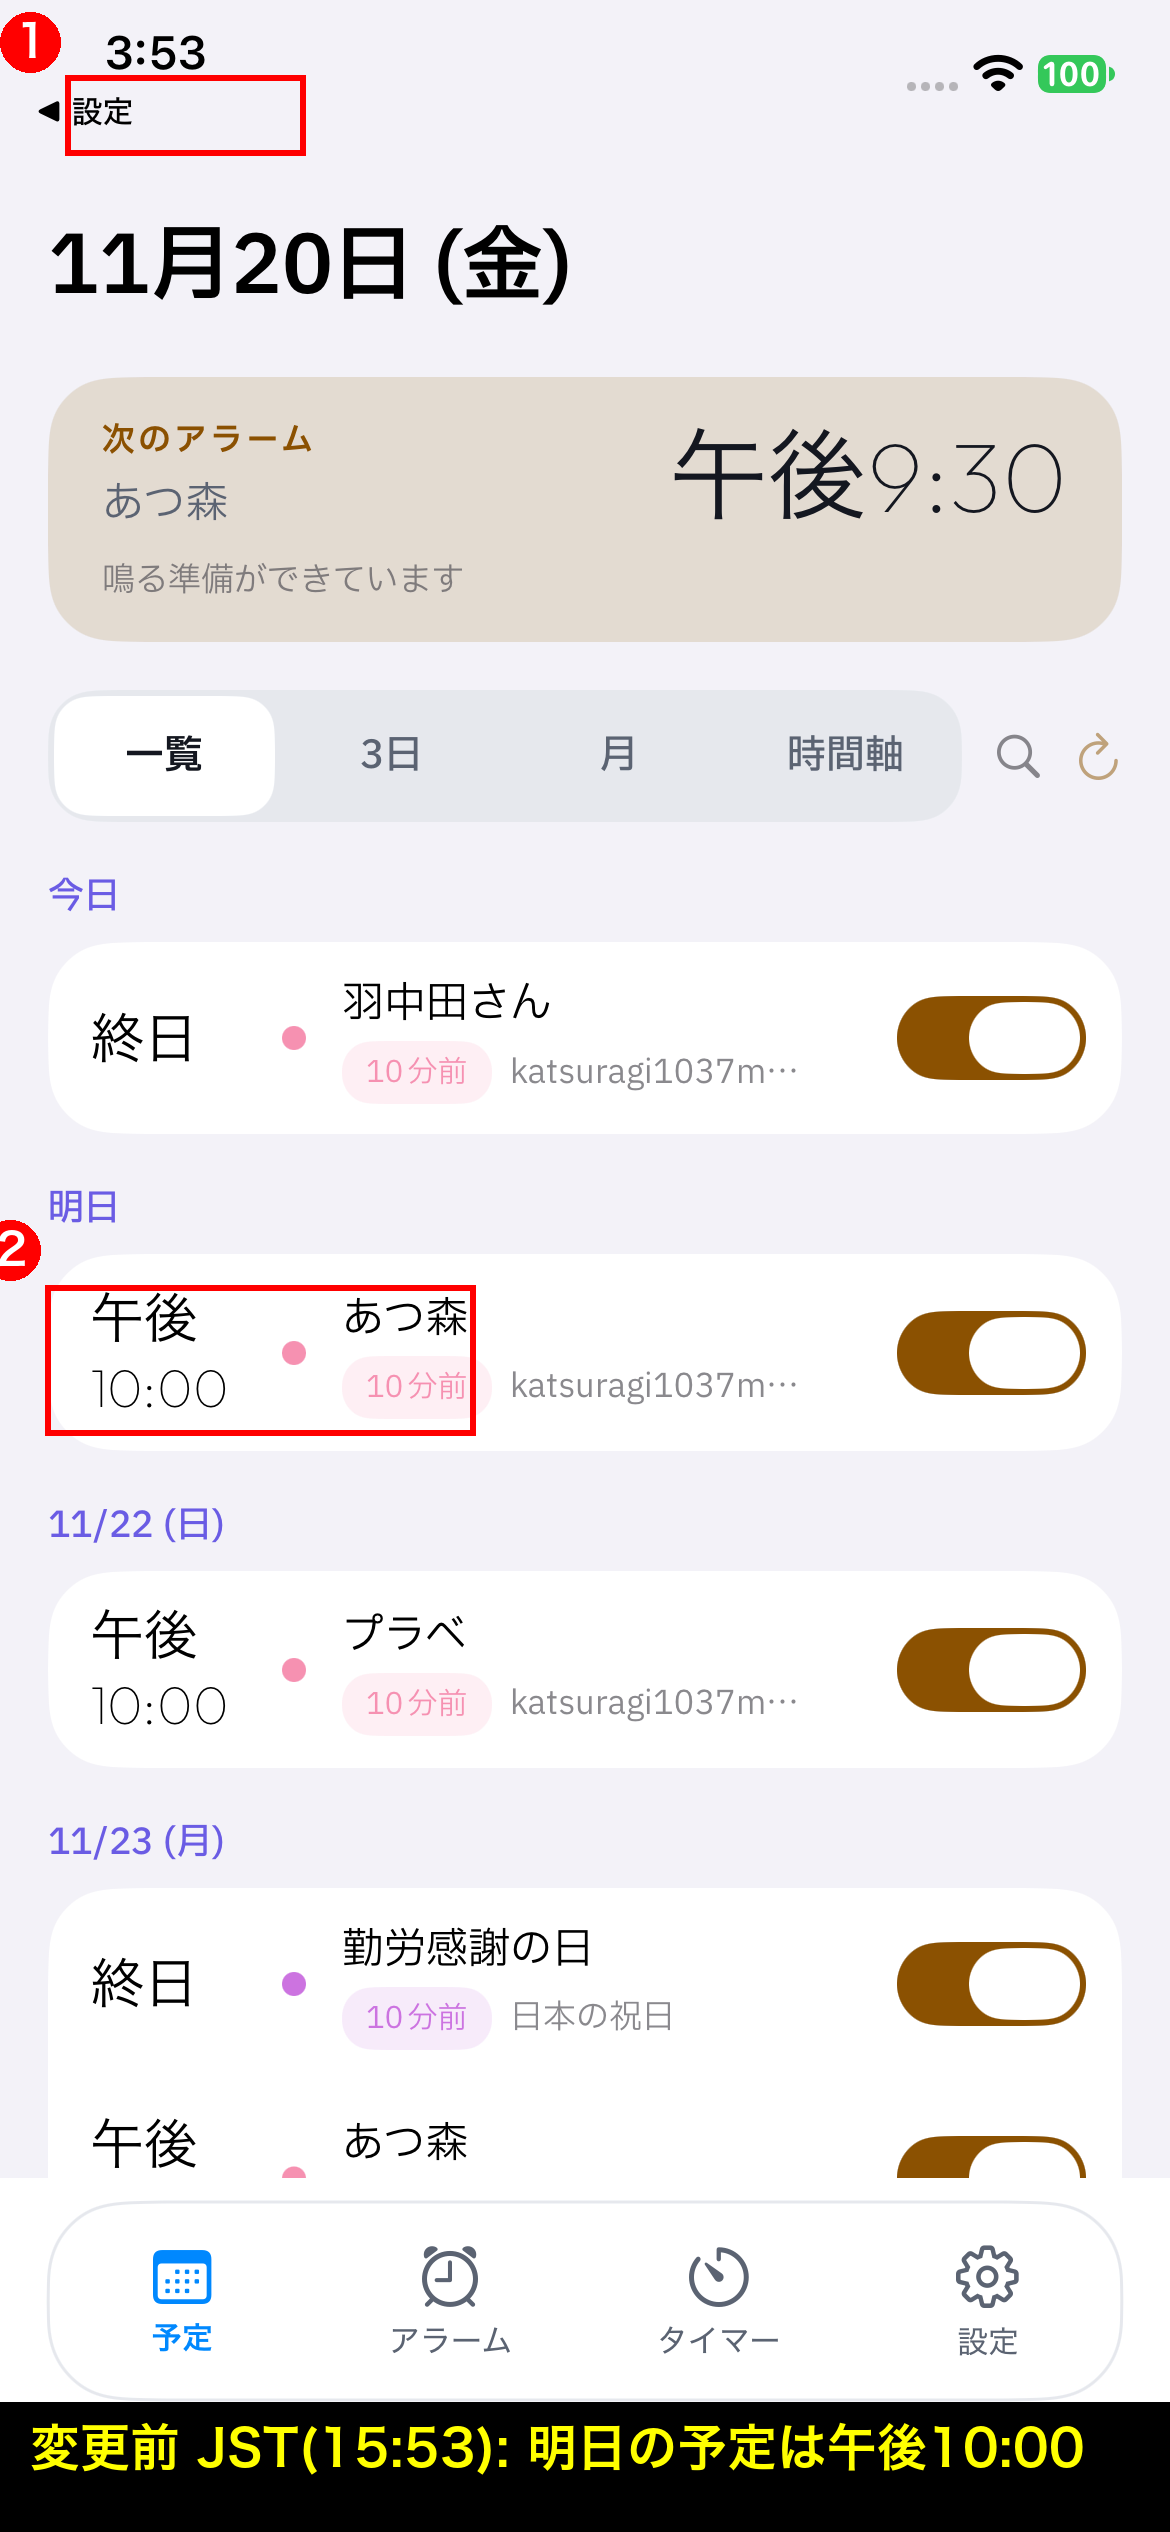 1
3:53
100
設定
11月20日 (金)
次のアラーム
あつ森
午後9:30
鳴る準備ができています
一覧 3日 月 時間軸
今日
終日
羽中田さん
10分前 katsuragi1037m…
明日
2
午後
10:00
あつ森
10分前 katsuragi1037m…
11/22 (日)
午後
10:00
プラベ
10分前 katsuragi1037m…
11/23 (月)
終日
勤労感謝の日
10分前 日本の祝日
午後
あつ森
予定 アラーム タイマー 設定
変更前 JST(15:53): 明日の予定は午後10:00